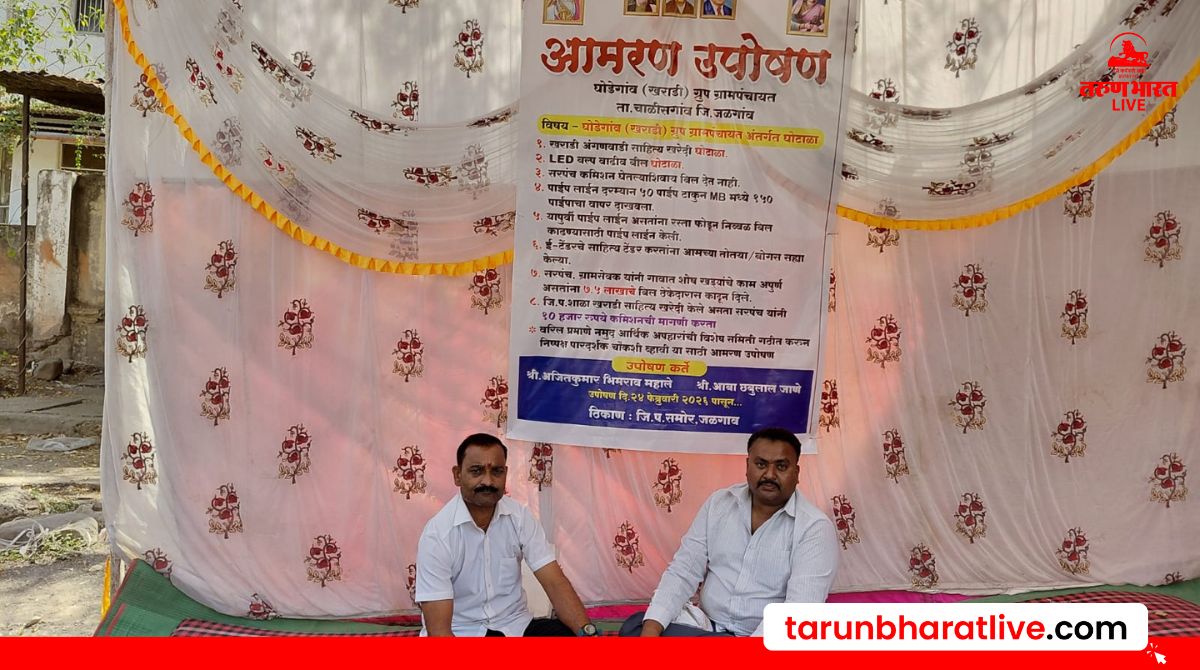 आमरण उपोषण
घोडेगांव (खराडी) ग्रुप ग्रामपंचायत
ता.चाळीसगांव जि.जळगांव
विषय - घोडेगांव (खराडी) ग्रुप ग्रामपंचायत अंतर्गत घोटाळा
१. खराडी अंगणवाडी साहित्य खरेदी घोटाळा.
२. LED बल्प वाढीव बील घोटाळा.
३. सरपंच कमिशन घेतल्याशिवाय बिल देत नाही.
४. पाईप लाईन दरम्यान ५० पाईप टाकुन MB मध्ये १५०
पाईपाचा वापर दाखवला.
५. यापुर्वी पाईप लाईन असतांना रस्ता फोडून निव्वळ बिल
काढण्यासाठी पाईप लाईन केली.
६. ई-टेंडरचे साहित्य टेंडर करतांना आमच्या तोतया/बोगस सह्या
केल्या.
७. सरपंच, ग्रामसेवक यांनी गावात शोष खड्यांचे काम अपुर्ण
असतांना ७.५ लाखाचे बिल ठेकेदारास काढून दिले.
८. जि.प.शाळा खराडी साहित्य खरेदी केले असता सरपंच यांनी
१० हजार रुपये कमिशनची मागणी करता
* वरिल प्रमाणे नमुद आर्थिक अपहारांची विशेष समिती गठीत करुन
निष्पक्ष पारदर्शक चौकशी व्हावी या साठी आमरण उपोषण
उपोषण कर्ते
श्री.अजितकुमार भिमराव महाले श्री.आबा छबुलाल जाणे
उपोषण दि.२४ फेब्रुवारी २०२६ पासून...
ठिकाण : जि.प.समोर,जळगाव
तरुण भारत
LIVE
tarunbharatlive.com